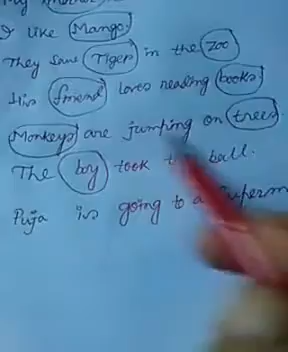 I like Mango
They saw Tiger in the Zoo
His friend loves reading books
Monkeys are jumping on trees.
The boy took the ball.
Puja is going to a